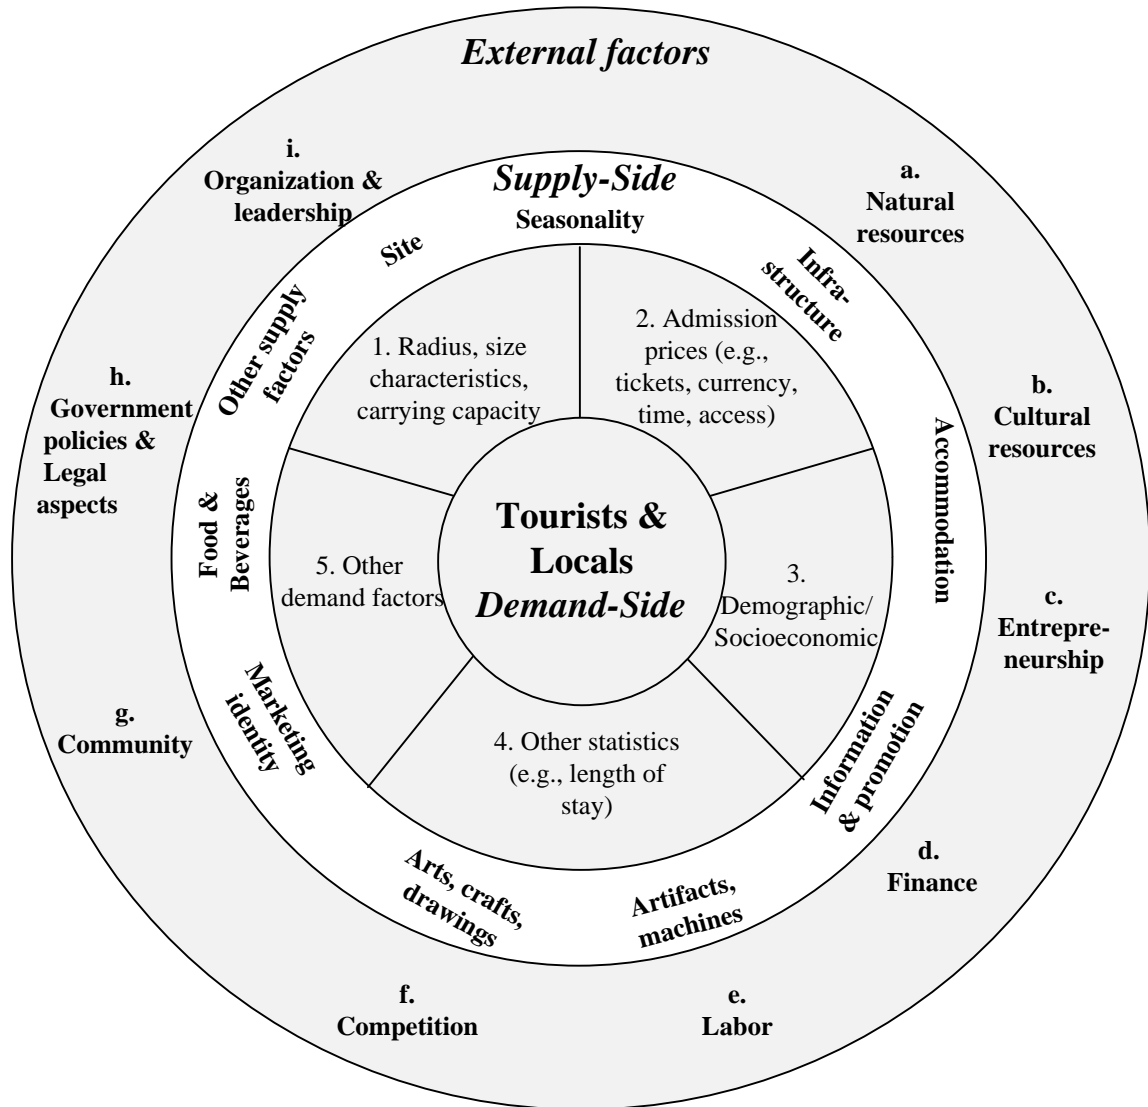 External factors
a.
Natural
resources
b.
Cultural
resources
c.
Entrepre-
neurship
d.
Finance
e.
Labor
f.
Competition
g.
Community
h.
Government
policies &
Legal
aspects
i.
Organization &
leadership
Supply-Side
Seasonality
Infra-
structure
Accommodation
Information
& promotion
Artifacts,
machines
Arts, crafts,
drawings
Marketing
identity
Food &
Beverages
Other supply
factors
Site
1. Radius, size
characteristics,
carrying capacity
2. Admission
prices (e.g.,
tickets, currency,
time, access)
3.
Demographic/
Socioeconomic
4. Other statistics
(e.g., length of
stay)
5. Other
demand factors
Tourists &
Locals
Demand-Side